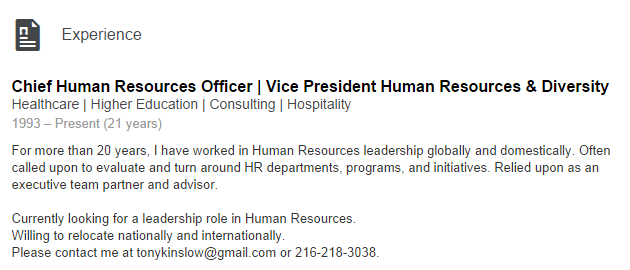 Experience
Chief Human Resources Officer | Vice President Human Resources & Diversity
Healthcare | Higher Education | Consulting | Hospitality
1993 – Present (21 years)
For more than 20 years, I have worked in Human Resources leadership globally and domestically. Often
called upon to evaluate and turn around HR departments, programs, and initiatives. Relied upon as an
executive team partner and advisor.
Currently looking for a leadership role in Human Resources.
Willing to relocate nationally and internationally.
Please contact me at tonykinslow@gmail.com or 216-218-3038.